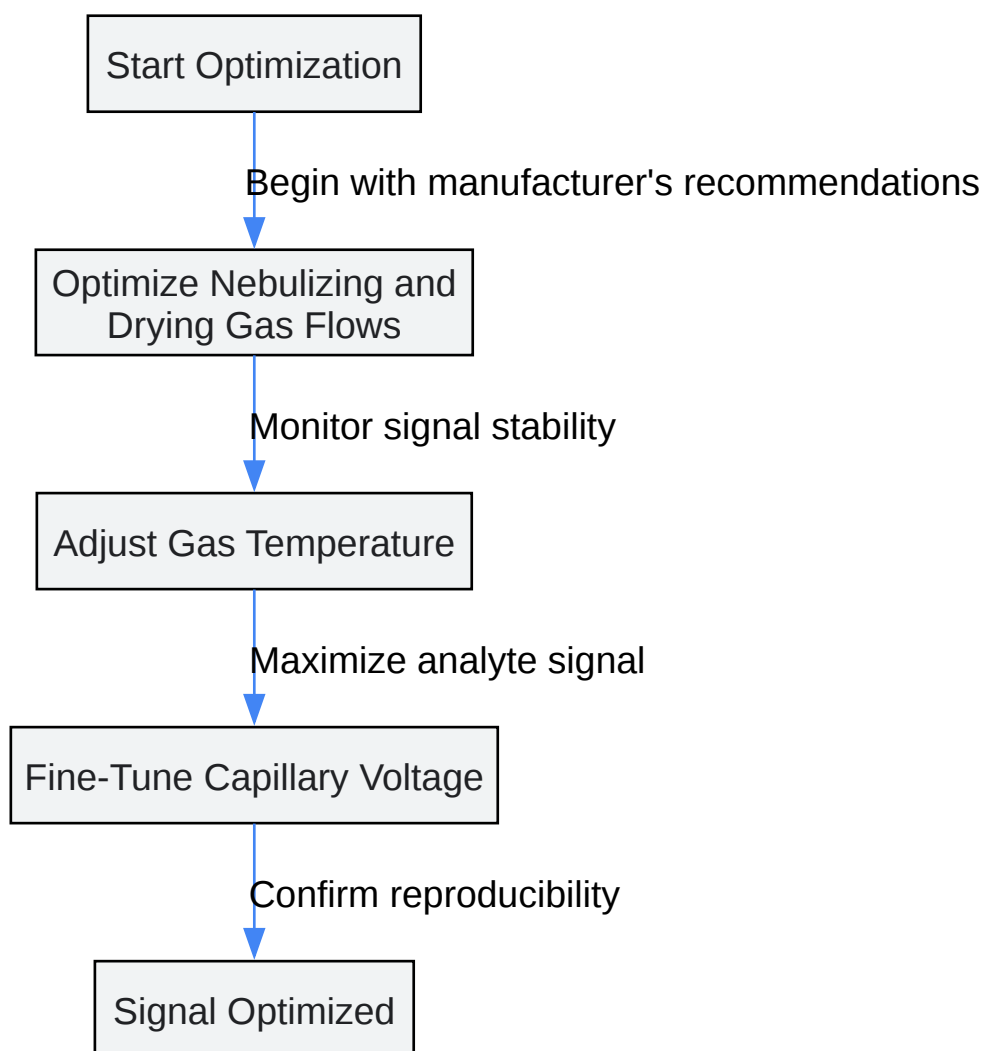 Start Optimization
Begin with manufacturer's recommendations
Optimize Nebulizing and
Drying Gas Flows
Monitor signal stability
Adjust Gas Temperature
Maximize analyte signal
Fine-Tune Capillary Voltage
Confirm reproducibility
Signal Optimized